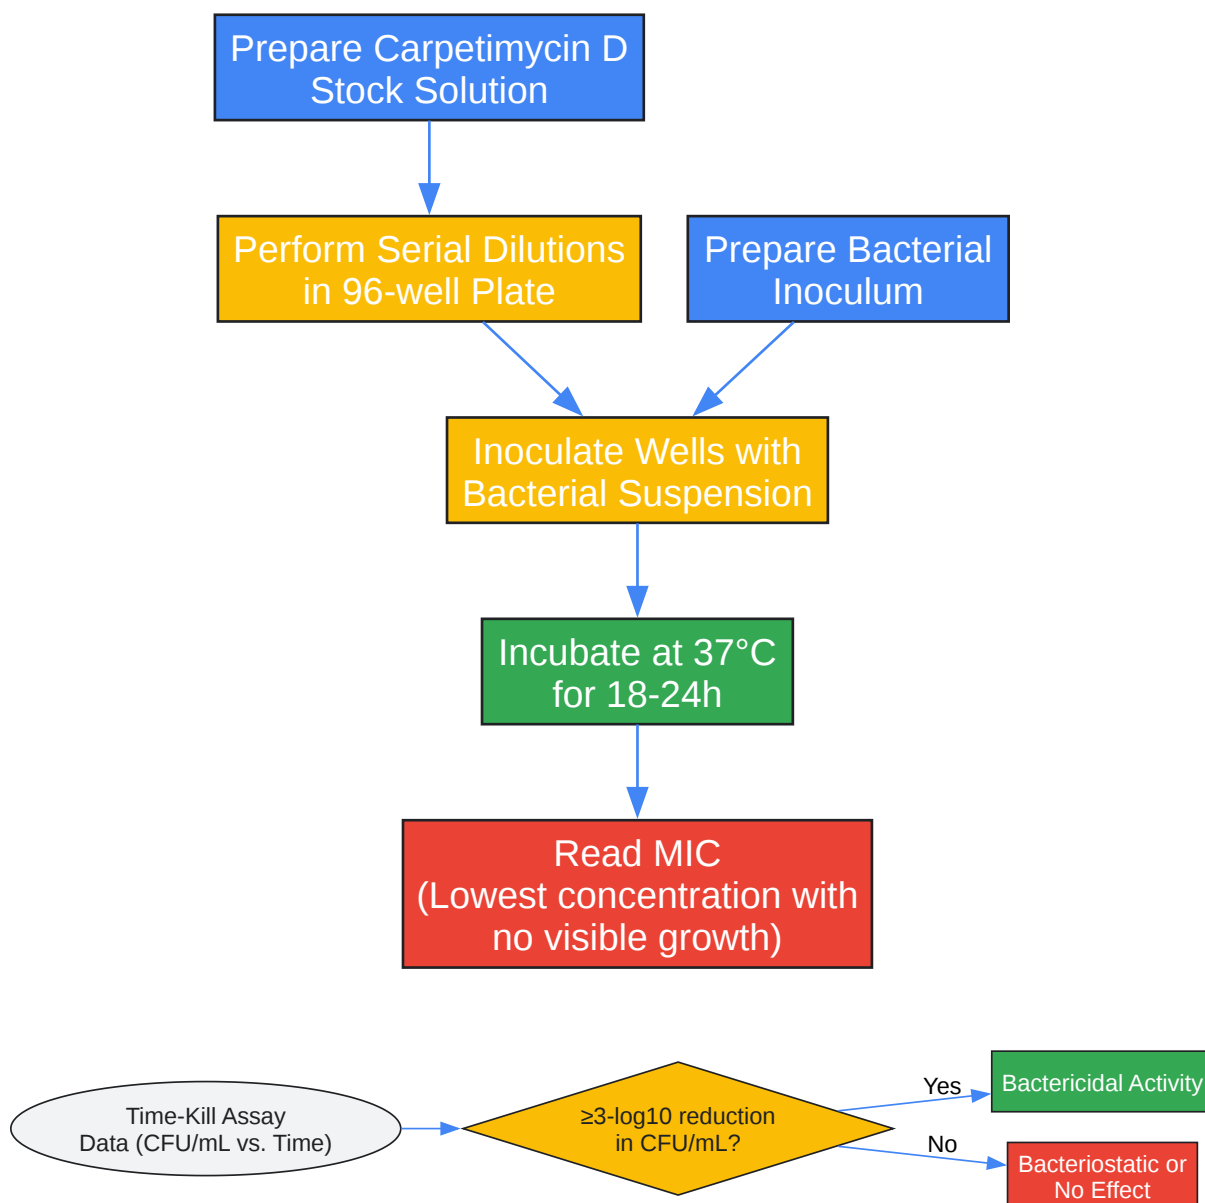 Prepare Carpetimycin D
Stock Solution
Perform Serial Dilutions
in 96-well Plate
Prepare Bacterial
Inoculum
Inoculate Wells with
Bacterial Suspension
Incubate at 37°C
for 18-24h
Read MIC
(Lowest concentration with
no visible growth)
Time-Kill Assay
Data (CFU/mL vs. Time)
≥3-log10 reduction
in CFU/mL?
Yes
Bactericidal Activity
No
Bacteriostatic or
No Effect